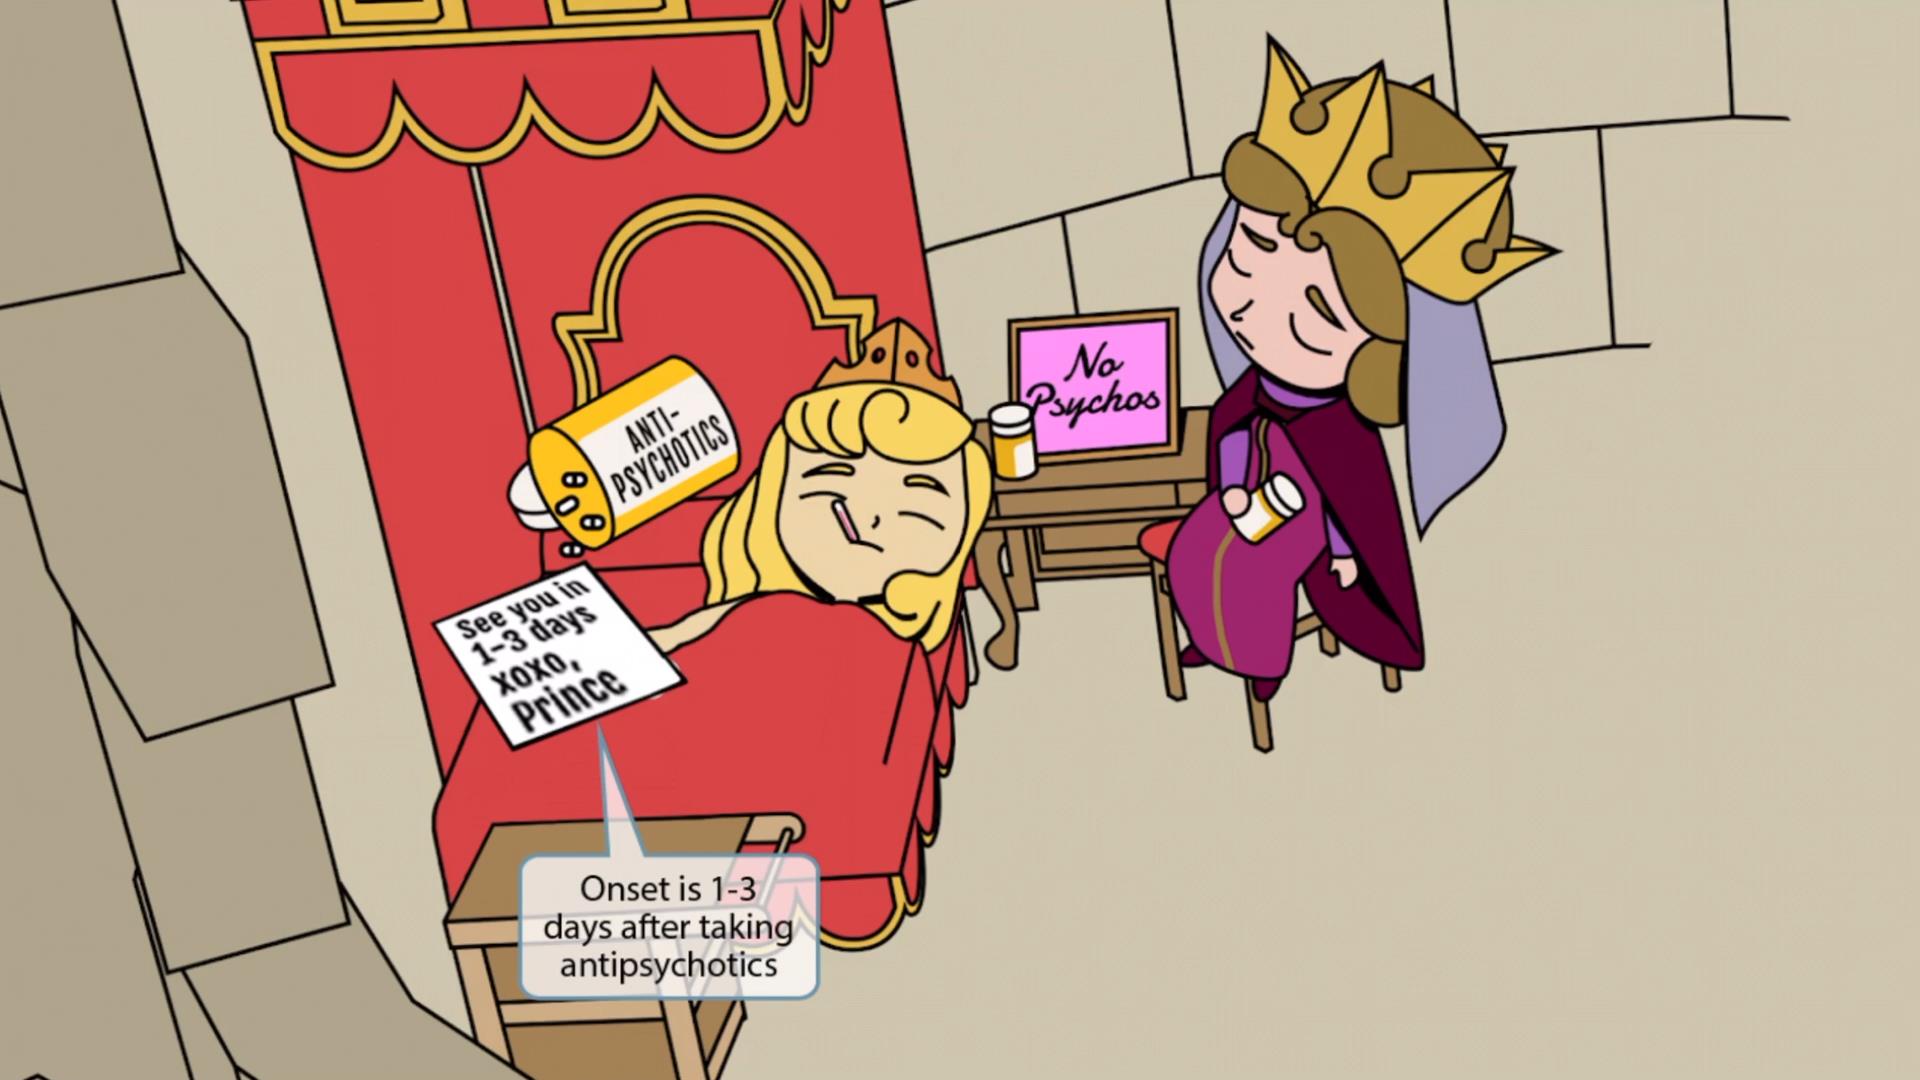 ANTI-
PSYCHOTICS
No
Psychos
See you in
1-3 days
xoxo,
Prince
Onset is 1-3
days after taking
antipsychotics